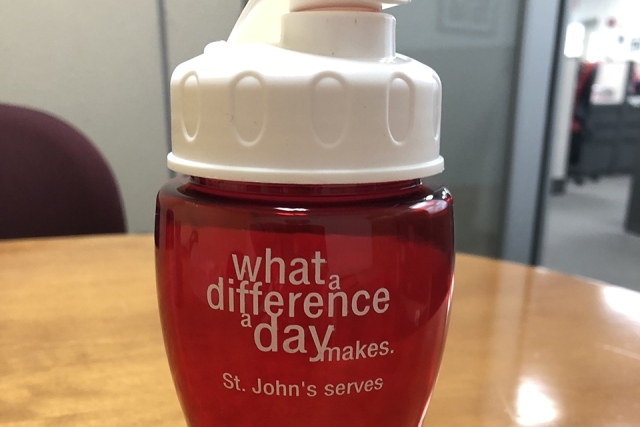 what a
difference
a day makes.
St. John's serves